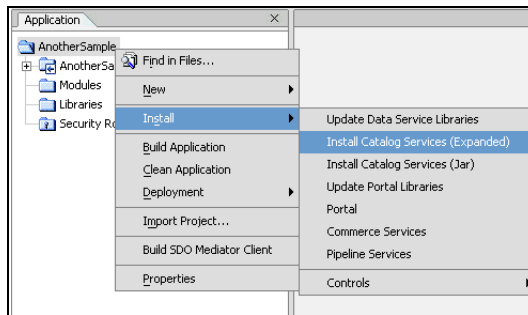 Application
AnotherSample
AnotherSa
Modules
Libraries
Security Ro
Find in Files...
New
Install
Build Application
Clean Application
Deployment
Import Project...
Build SDO Mediator Client
Properties
Update Data Service Libraries
Install Catalog Services (Expanded)
Install Catalog Services (Jar)
Update Portal Libraries
Portal
Commerce Services
Pipeline Services
Controls